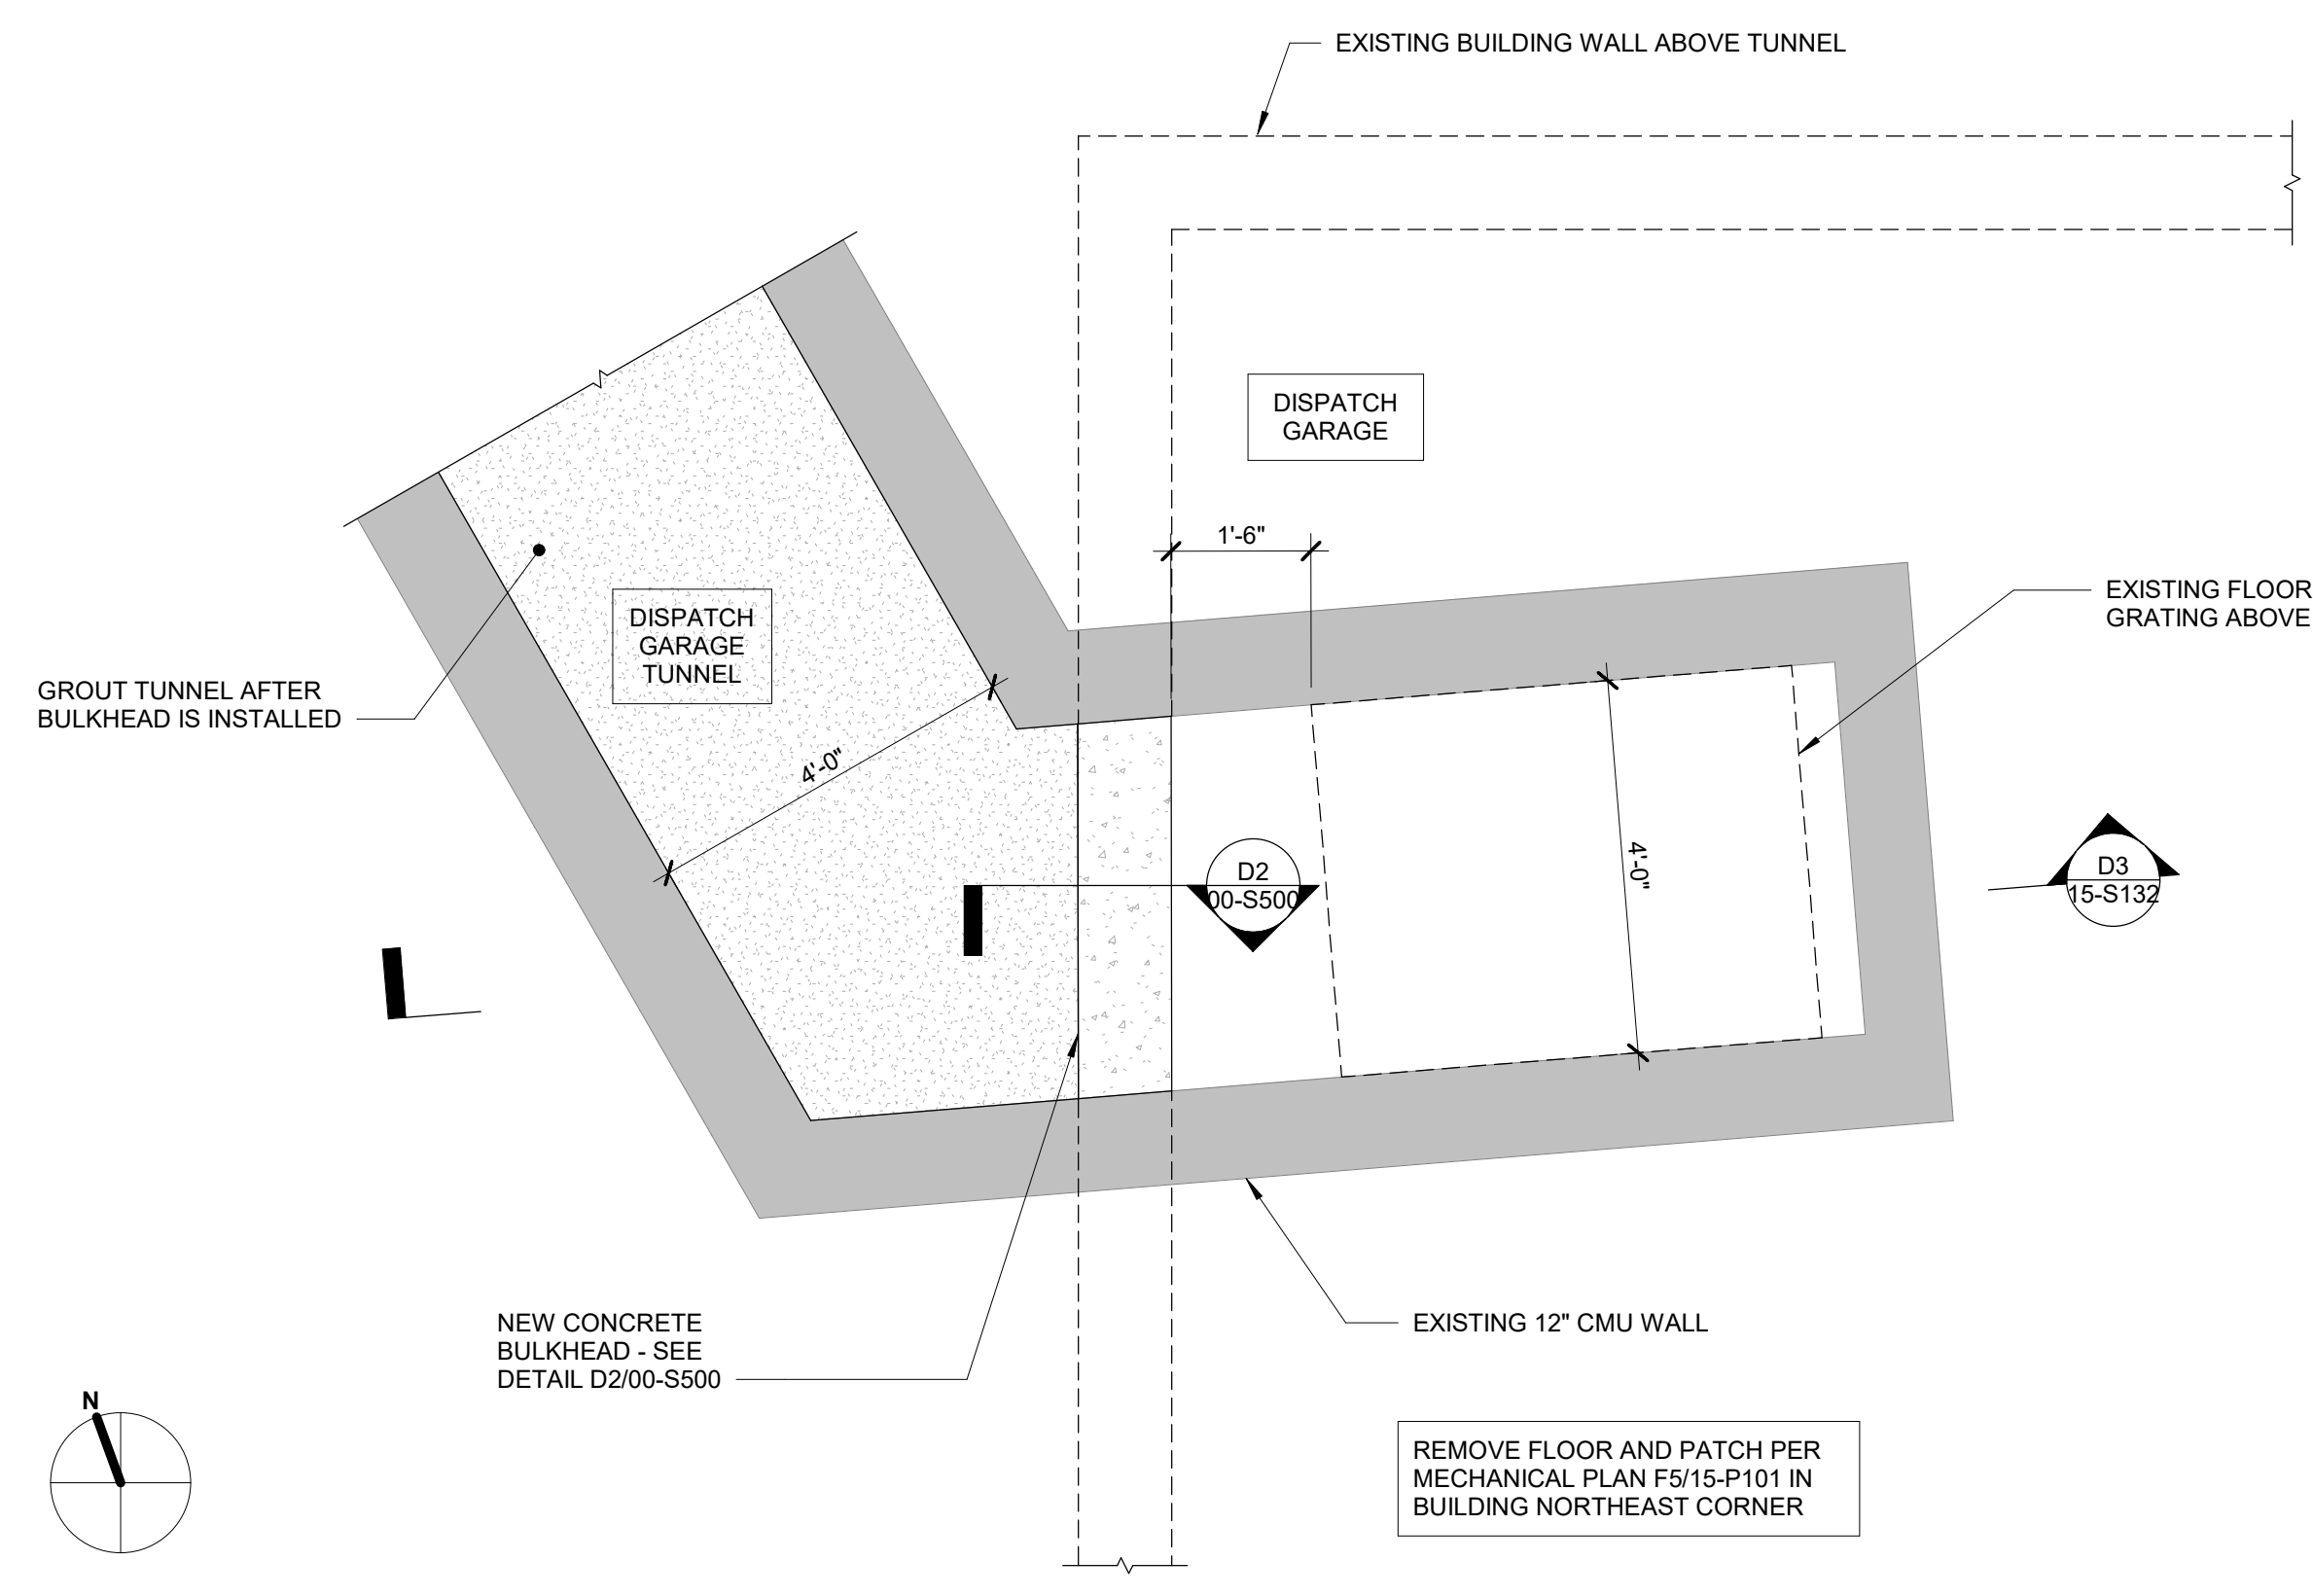 EXISTING BUILDING WALL ABOVE TUNNEL
DISPATCH
GARAGE
1'-6"
EXISTING FLOOR
GRATING ABOVE
DISPATCH
GARAGE
TUNNEL
GROUT TUNNEL AFTER
BULKHEAD IS INSTALLED
4'-0"
4'-0"
D2
00-S500
D3
15-S132
NEW CONCRETE
BULKHEAD - SEE
DETAIL D2/00-S500
EXISTING 12" CMU WALL
N
REMOVE FLOOR AND PATCH PER
MECHANICAL PLAN F5/15-P101 IN
BUILDING NORTHEAST CORNER